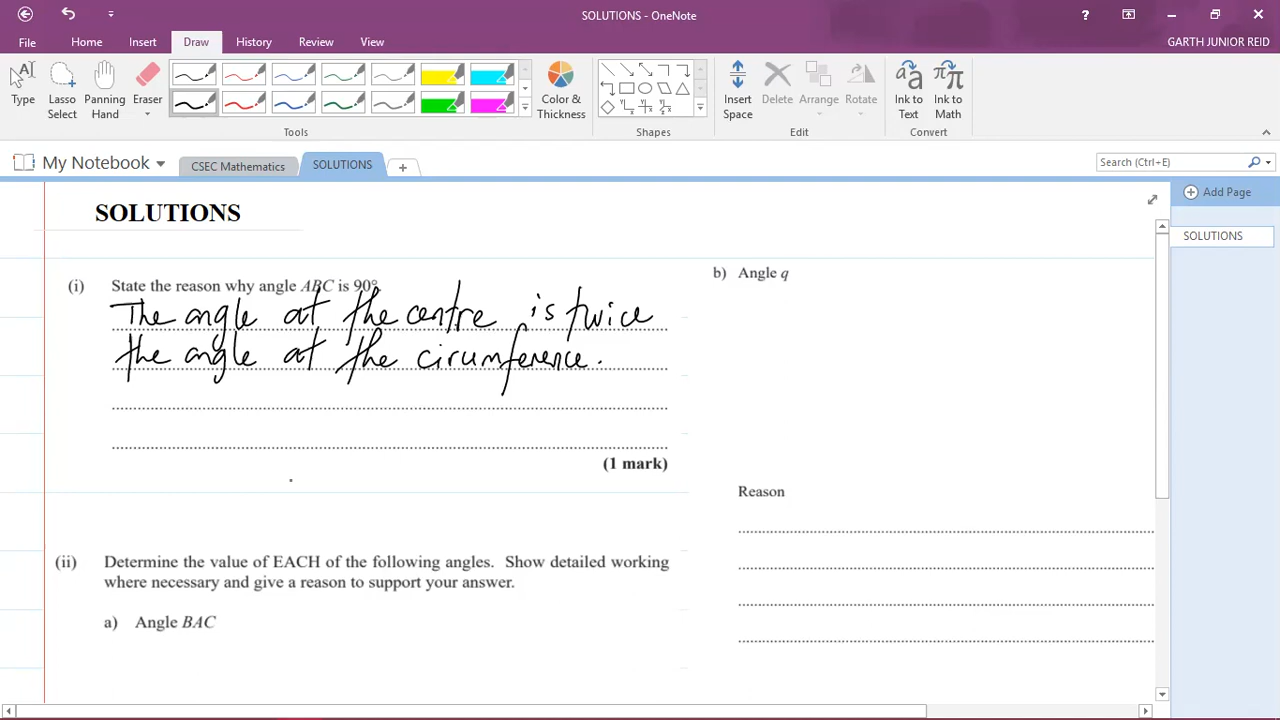 SOLUTIONS - OneNote
File Home Insert Draw History Review View
GARTH JUNIOR REID
Type
Lasso Select
Panning Hand
Eraser
Color & Thickness
Insert Space
Delete
Arrange
Rotate
Ink to Text
Ink to Math
Tools
Shapes
Edit
Convert
My Notebook
CSEC Mathematics
SOLUTIONS
Search (Ctrl+E)
Add Page
SOLUTIONS
SOLUTIONS
(i) State the reason why angle ABC is 90°.
The angle at the centre is twice
the angle at the cirumference.
(1 mark)
(ii) Determine the value of EACH of the following angles. Show detailed working
where necessary and give a reason to support your answer.
a) Angle BAC
b) Angle q
Reason